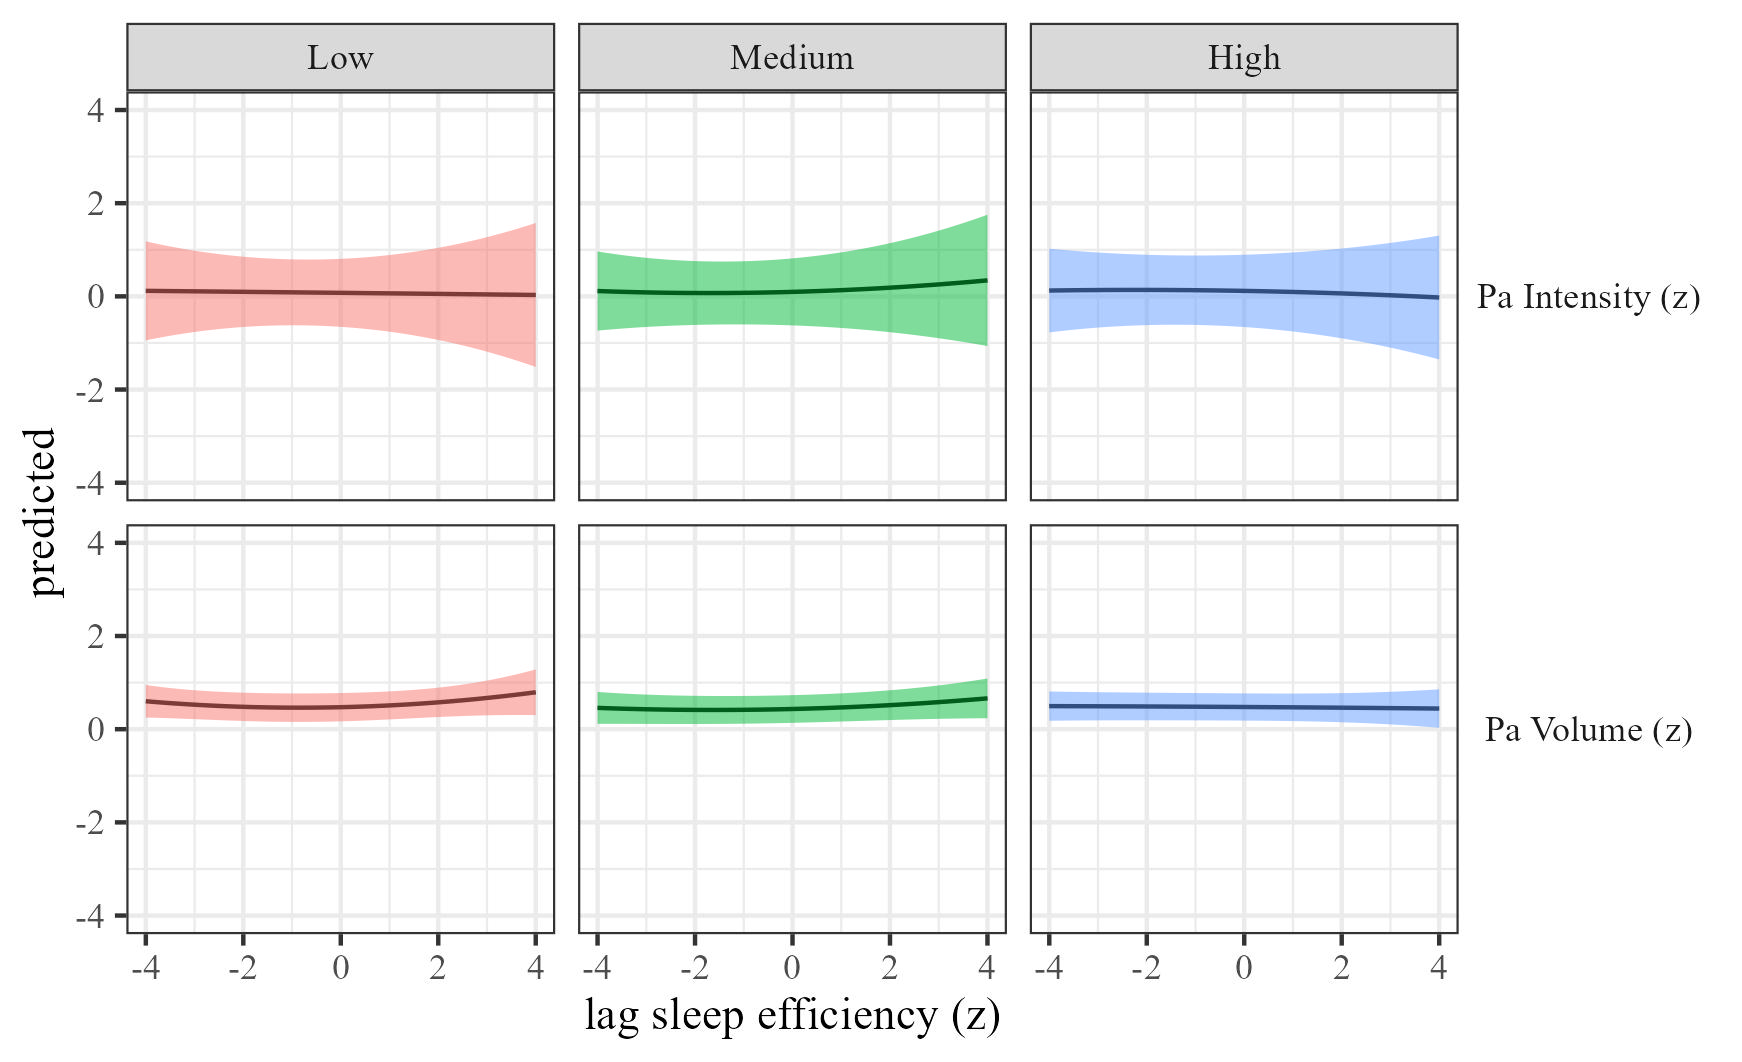 Low Medium High
4
2
0
-2
-4
Pa Intensity (z)
predicted
4
2
0
-2
-4
Pa Volume (z)
-4 -2 0 2 4 -4 -2 0 2 4 -4 -2 0 2 4
lag sleep efficiency (z)